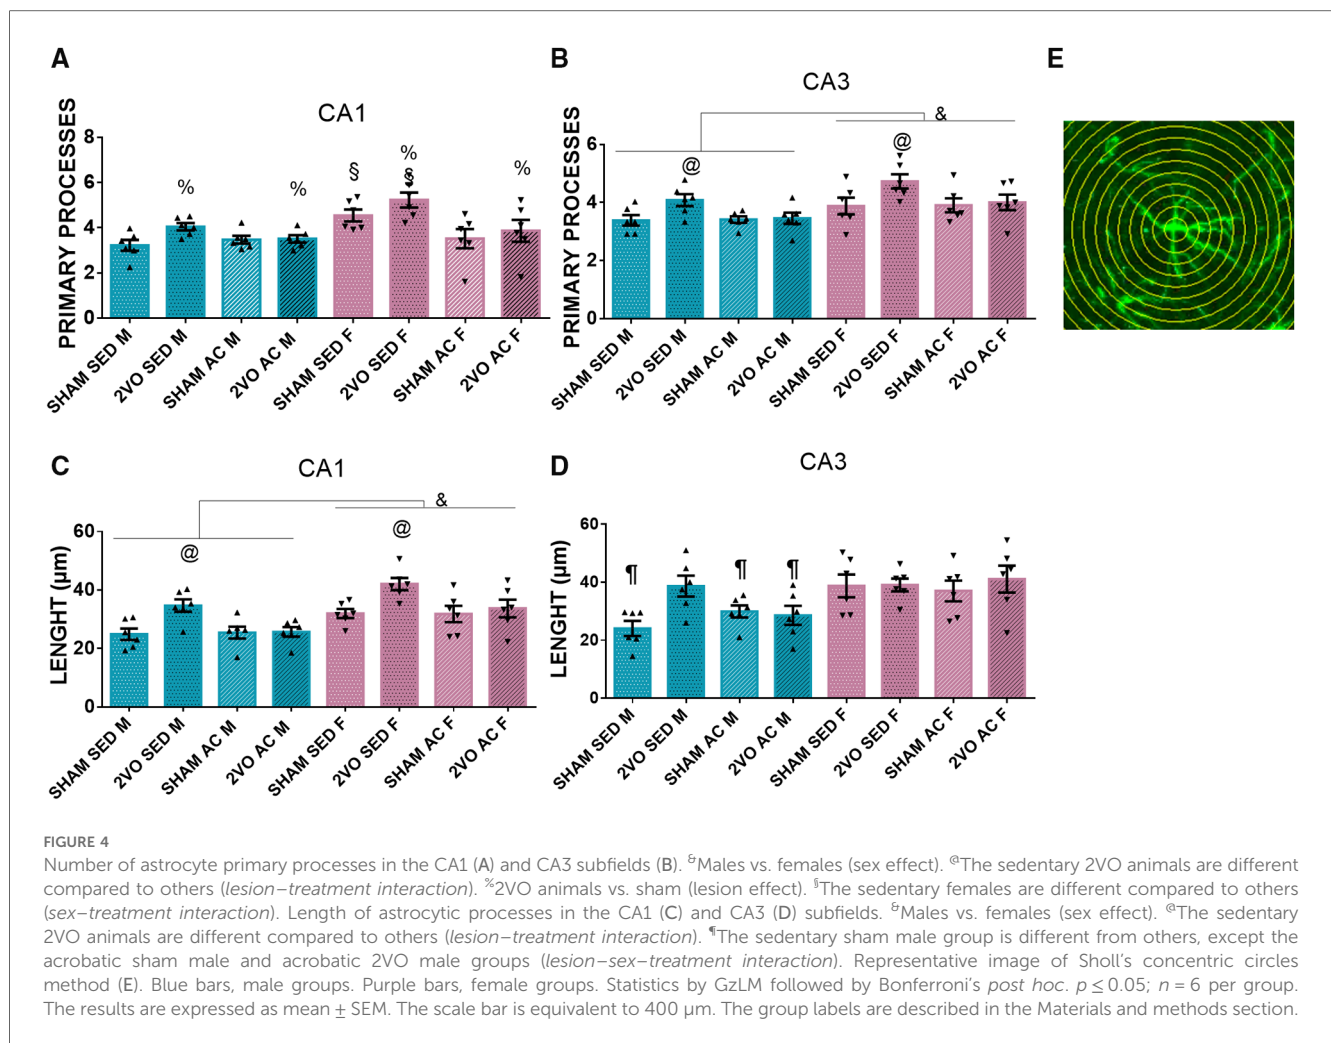 A
CA1
PRIMARY PROCESSES
8
6
4
2
0
%
%
§
%
§
%
SHAM SED M
2VO SED M
SHAM AC M
2VO AC M
SHAM SED F
2VO SED F
SHAM AC F
2VO AC F
B
CA3
PRIMARY PROCESSES
6
4
2
0
&
@
@
SHAM SED M
2VO SED M
SHAM AC M
2VO AC M
SHAM SED F
2VO SED F
SHAM AC F
2VO AC F
E
C
CA1
LENGHT (µm)
60
40
20
0
&
@
@
SHAM SED M
2VO SED M
SHAM AC M
2VO AC M
SHAM SED F
2VO SED F
SHAM AC F
2VO AC F
D
CA3
LENGHT (µm)
60
40
20
0
¶
¶
¶
SHAM SED M
2VO SED M
SHAM AC M
2VO AC M
SHAM SED F
2VO SED F
SHAM AC F
2VO AC F
FIGURE 4
Number of astrocyte primary processes in the CA1 (A) and CA3 subfields (B). &Males vs. females (sex effect). @The sedentary 2VO animals are different
compared to others (lesion–treatment interaction). %2VO animals vs. sham (lesion effect). §The sedentary females are different compared to others
(sex–treatment interaction). Length of astrocytic processes in the CA1 (C) and CA3 (D) subfields. &Males vs. females (sex effect). @The sedentary
2VO animals are different compared to others (lesion–treatment interaction). ¶The sedentary sham male group is different from others, except the
acrobatic sham male and acrobatic 2VO male groups (lesion–sex–treatment interaction). Representative image of Sholl's concentric circles
method (E). Blue bars, male groups. Purple bars, female groups. Statistics by GzLM followed by Bonferroni's post hoc. p ≤ 0.05; n = 6 per group.
The results are expressed as mean ± SEM. The scale bar is equivalent to 400 µm. The group labels are described in the Materials and methods section.